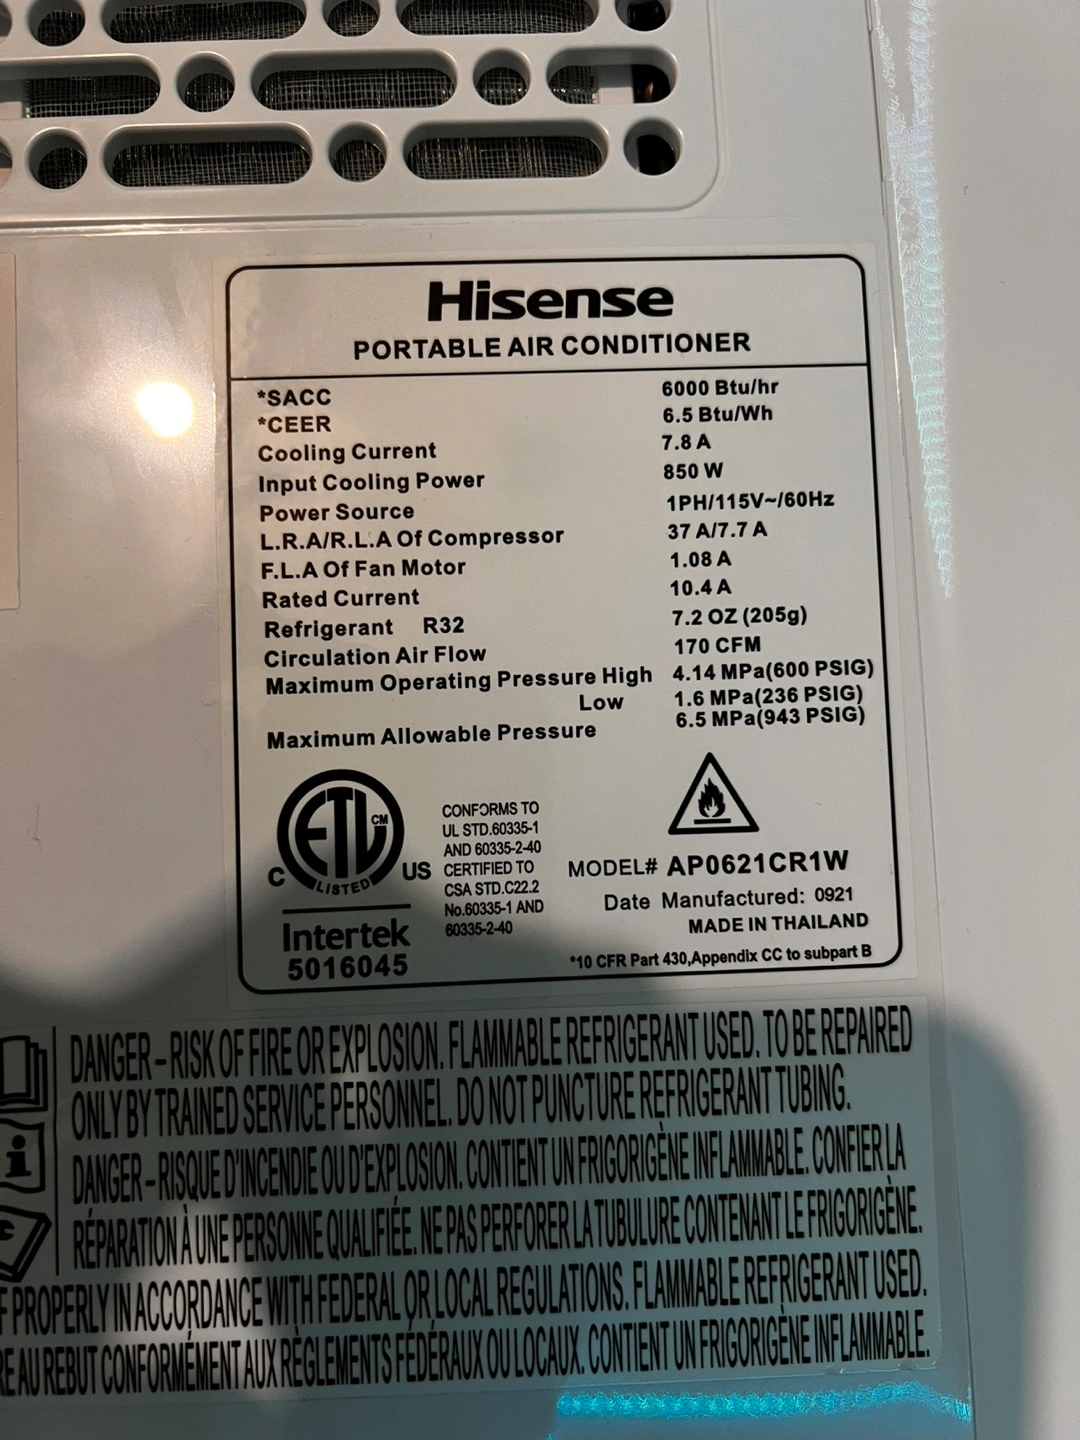 Hisense
PORTABLE AIR CONDITIONER
*SACC 6000 Btu/hr
*CEER 6.5 Btu/Wh
Cooling Current 7.8 A
Input Cooling Power 850 W
Power Source 1PH/115V~/60Hz
L.R.A/R.L.A Of Compressor 37 A/7.7 A
F.L.A Of Fan Motor 1.08 A
Rated Current 10.4 A
Refrigerant R32 7.2 OZ (205g)
Circulation Air Flow 170 CFM
Maximum Operating Pressure High 4.14 MPa(600 PSIG)
Low 1.6 MPa(236 PSIG)
Maximum Allowable Pressure 6.5 MPa(943 PSIG)
ETL CM
LISTED
C US
Intertek
5016045
CONFORMS TO
UL STD.60335-1
AND 60335-2-40
CERTIFIED TO
CSA STD.C22.2
No.60335-1 AND
60335-2-40
MODEL# AP0621CR1W
Date Manufactured: 0921
MADE IN THAILAND
*10 CFR Part 430,Appendix CC to subpart B
DANGER – RISK OF FIRE OR EXPLOSION. FLAMMABLE REFRIGERANT USED. TO BE REPAIRED
ONLY BY TRAINED SERVICE PERSONNEL. DO NOT PUNCTURE REFRIGERANT TUBING.
DANGER – RISQUE D'INCENDIE OU D'EXPLOSION. CONTIENT UN FRIGORIGÈNE INFLAMMABLE. CONFIER LA
RÉPARATION À UNE PERSONNE QUALIFIÉE. NE PAS PERFORER LA TUBULURE CONTENANT LE FRIGORIGÈNE.
F PROPERLY IN ACCORDANCE WITH FEDERAL OR LOCAL REGULATIONS. FLAMMABLE REFRIGERANT USED.
RE AU REBUT CONFORMÉMENT AUX RÈGLEMENTS FÉDÉRAUX OU LOCAUX. CONTIENT UN FRIGORIGÈNE INFLAMMABLE.